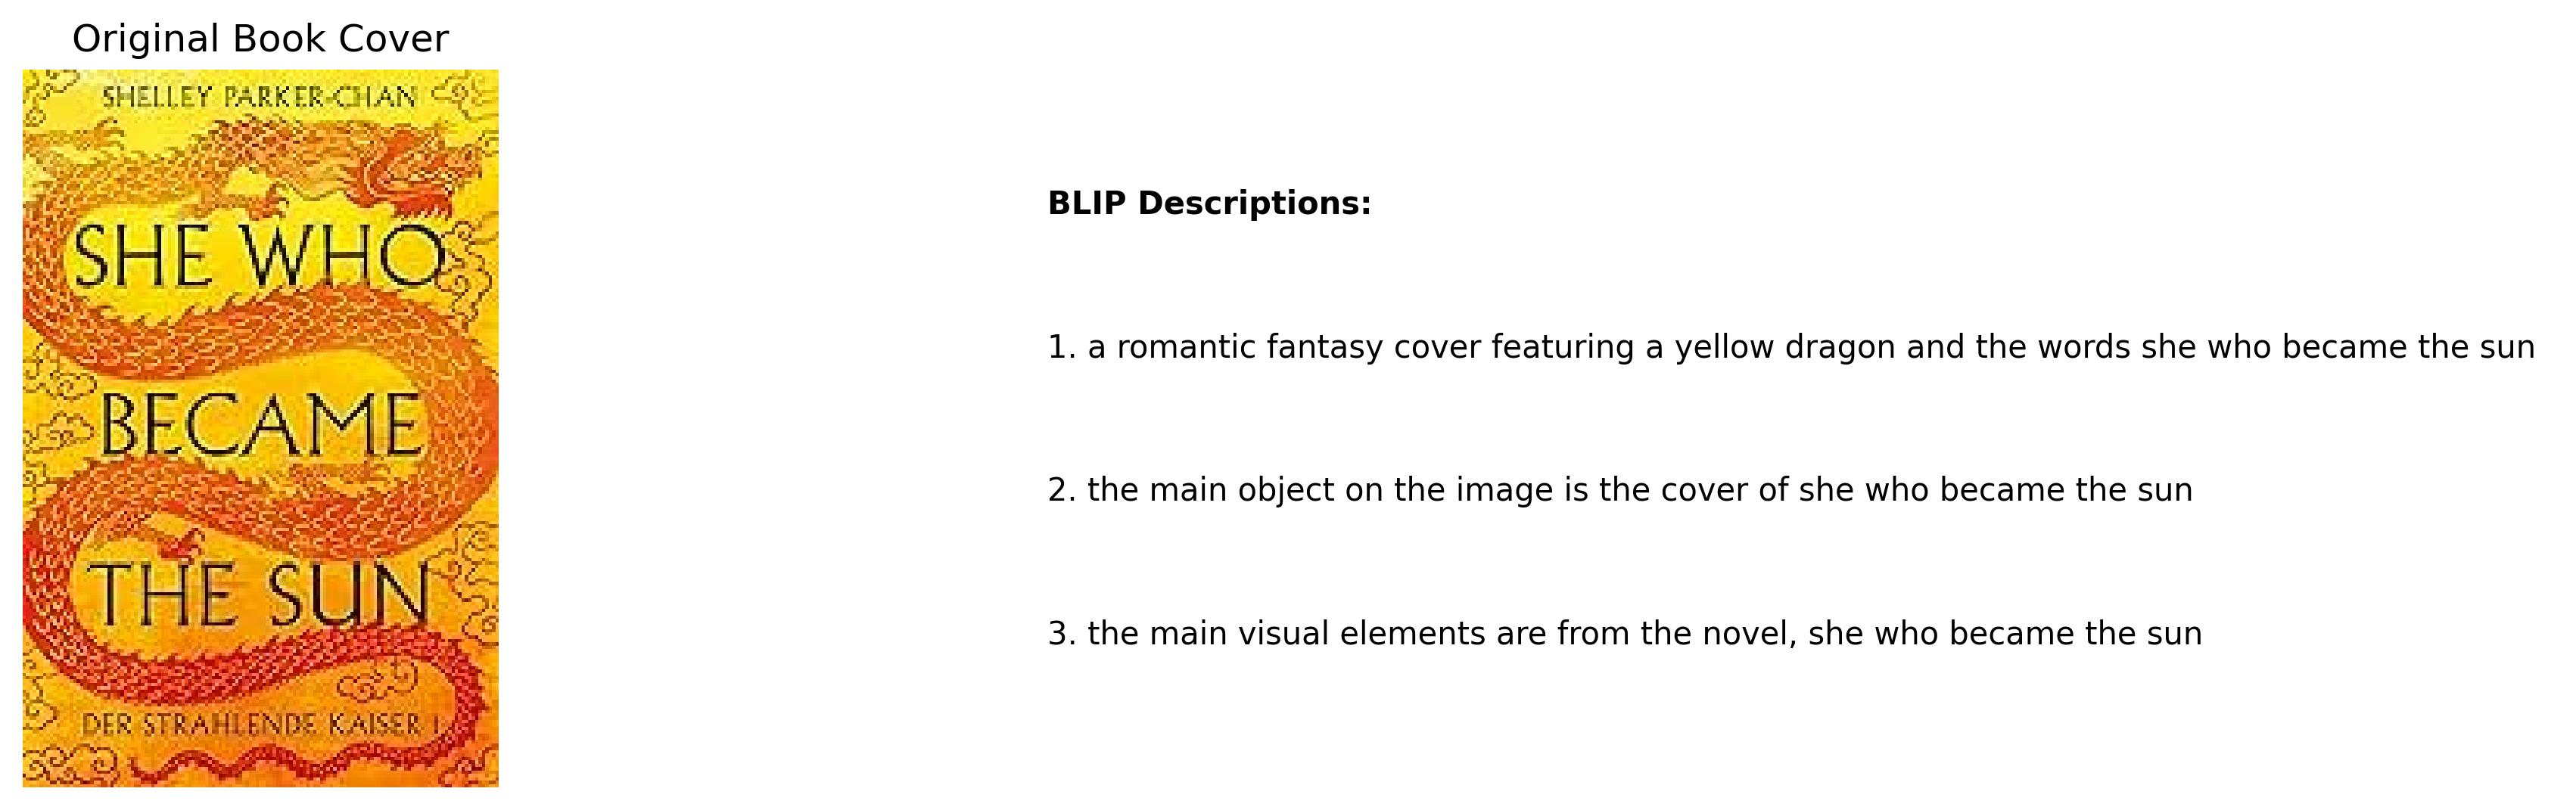 Original Book Cover
SHELLEY PARKER-CHAN
SHE WHO
BECAME
THE SUN
DER STRAHLENDE KAISER I
BLIP Descriptions:
1. a romantic fantasy cover featuring a yellow dragon and the words she who became the sun
2. the main object on the image is the cover of she who became the sun
3. the main visual elements are from the novel, she who became the sun